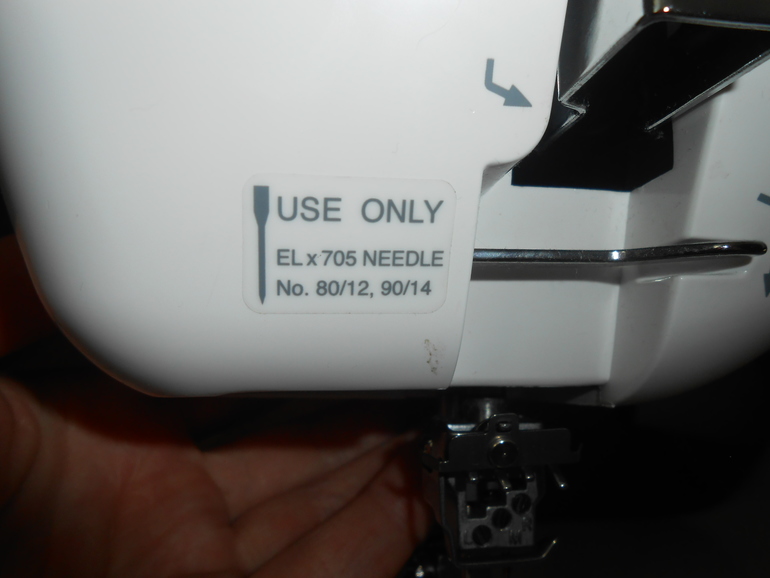 USE ONLY
EL x 705 NEEDLE
No. 80/12, 90/14